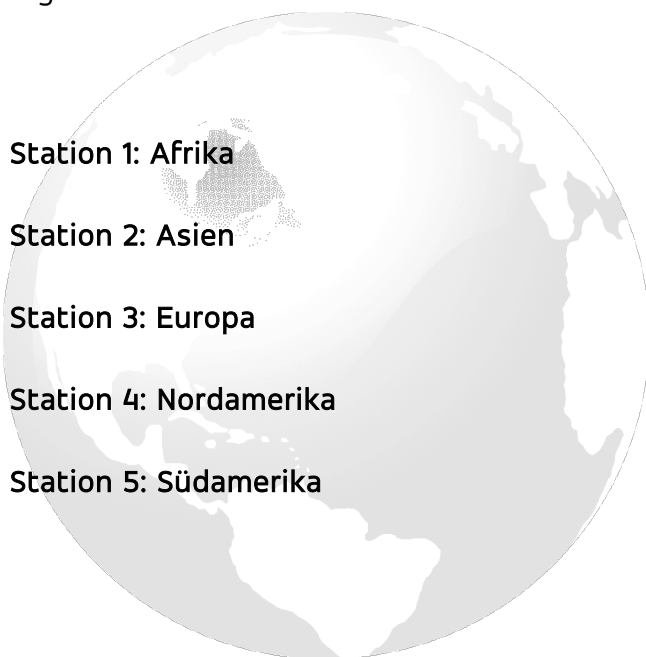 Station 1: Afrika
Station 2: Asien
Station 3: Europa
Station 4: Nordamerika
Station 5: Südamerika